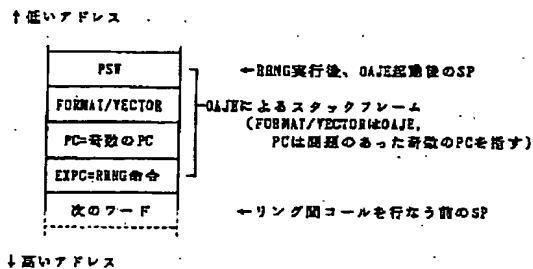 ↑低いアドレス
PSW ←RRNG実行後、OAJE起動後のSP
FORMAT/VECTOR OAJEによるスタックフレーム
(FORMAT/VECTORはOAJE,
PC=奇数のPC PCは問題のあった奇数のPCを指す)
EXPC=RRNG命令
次のワード ←リング間コールを行なう前のSP
↓高いアドレス